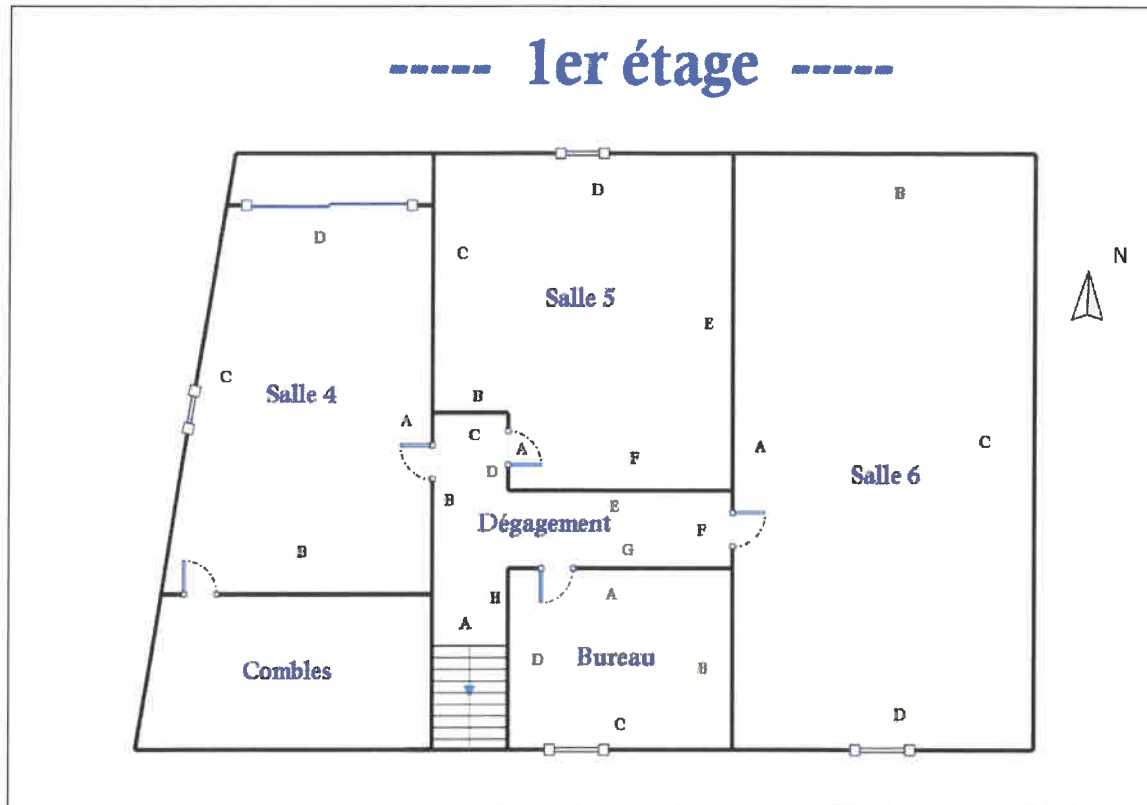 ----- 1er étage -----
D
B
D
C
N
Salle 5
E
C
Salle 4
B
A
C
A
A
C
D
F
Salle 6
B
E
Dégagement
F
G
B
H
A
A
Combles
D
Bureau
B
C
D